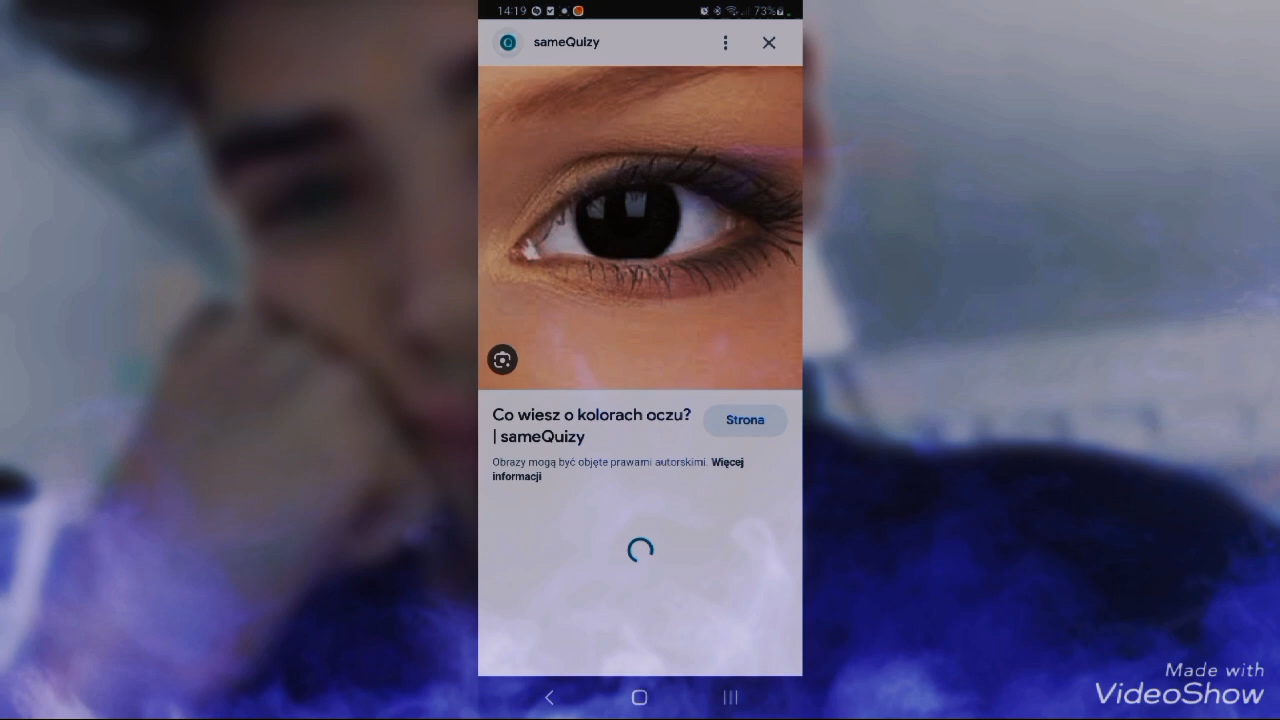 14:19
73%
sameQuizy
Co wiesz o kolorach oczu?
| sameQuizy
Strona
Obrazy mogą być objęte prawami autorskimi. Więcej
informacji
Made with
VideoShow